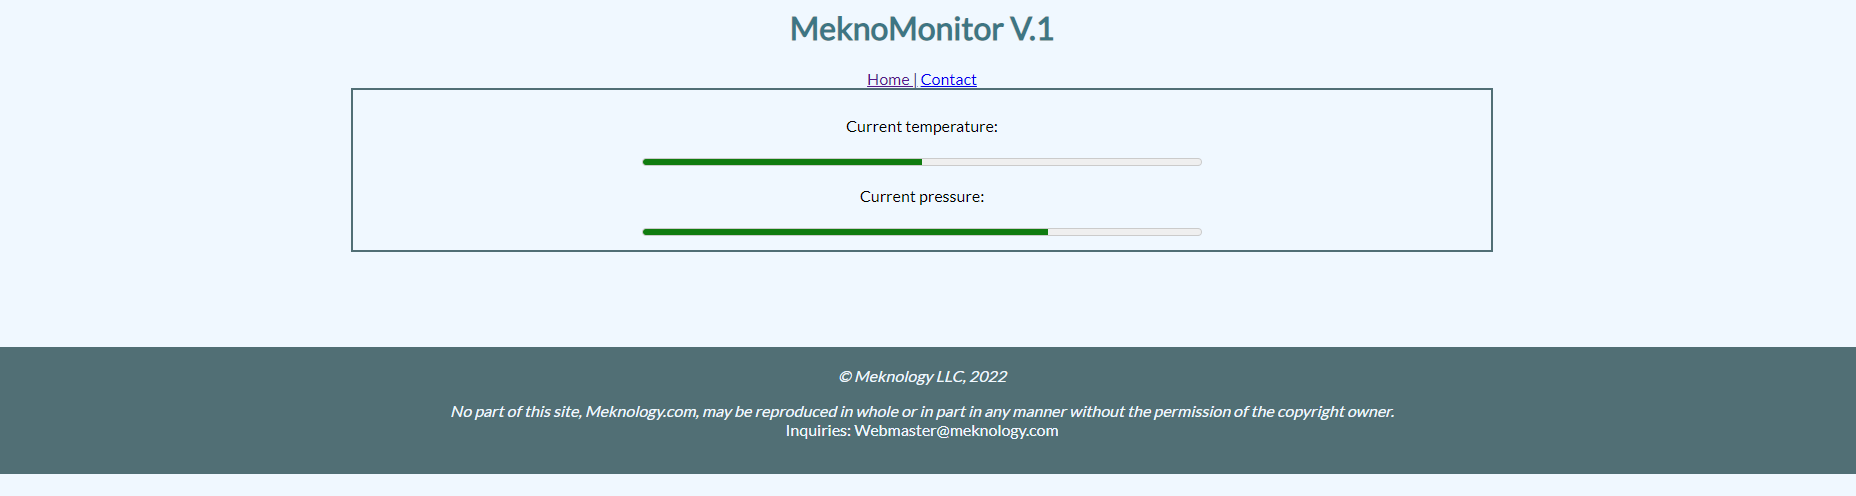 MeknoMonitor V.1
Home | Contact
Current temperature:
Current pressure:
© Meknology LLC, 2022
No part of this site, Meknology.com, may be reproduced in whole or in part in any manner without the permission of the copyright owner.
Inquiries: Webmaster@meknology.com